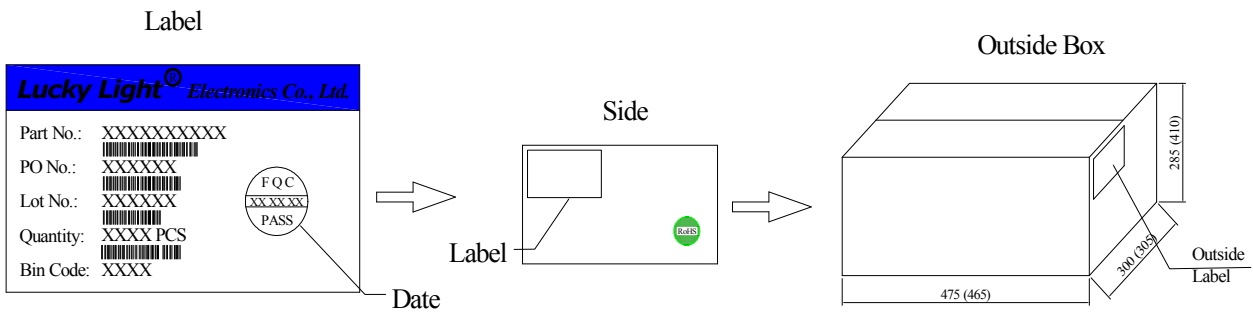 Label
Lucky Light® Electronics Co., Ltd.
Part No.: XXXXXXXXXX
PO No.: XXXXXX
Lot No.: XXXXXX
Quantity: XXXX PCS
Bin Code: XXXX
F Q C
XX XX XX
PASS
Date
Side
Label
RoHS
Outside Box
285 (410)
300 (305)
475 (465)
Outside
Label